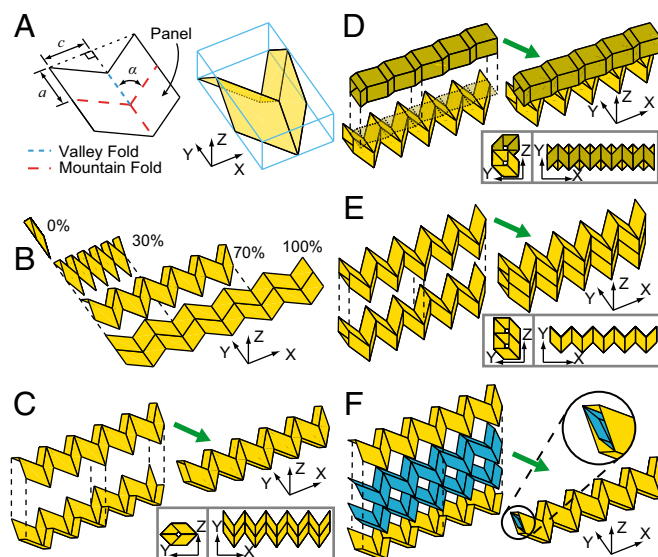 A
c
Panel
a
α
Valley Fold
Mountain Fold
Y
Z
X
B
0%
30%
70%
100%
Y
Z
X
C
Y
Z
X
Z
Y
Y
X
D
Y
Z
X
Y
Z
Y
X
E
Y
Z
X
Z
Y
Y
X
F
Y
Z
X